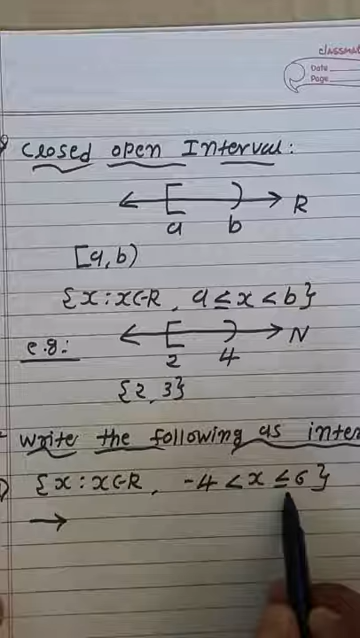 classmate
Date
Page
Closed open Interval:
R
a b
[a,b)
{x : x∈R, a ≤ x < b}
e.g: N
2 4
{2, 3}
Write the following as inter
{x : x∈R, -4 < x ≤ 6}
→